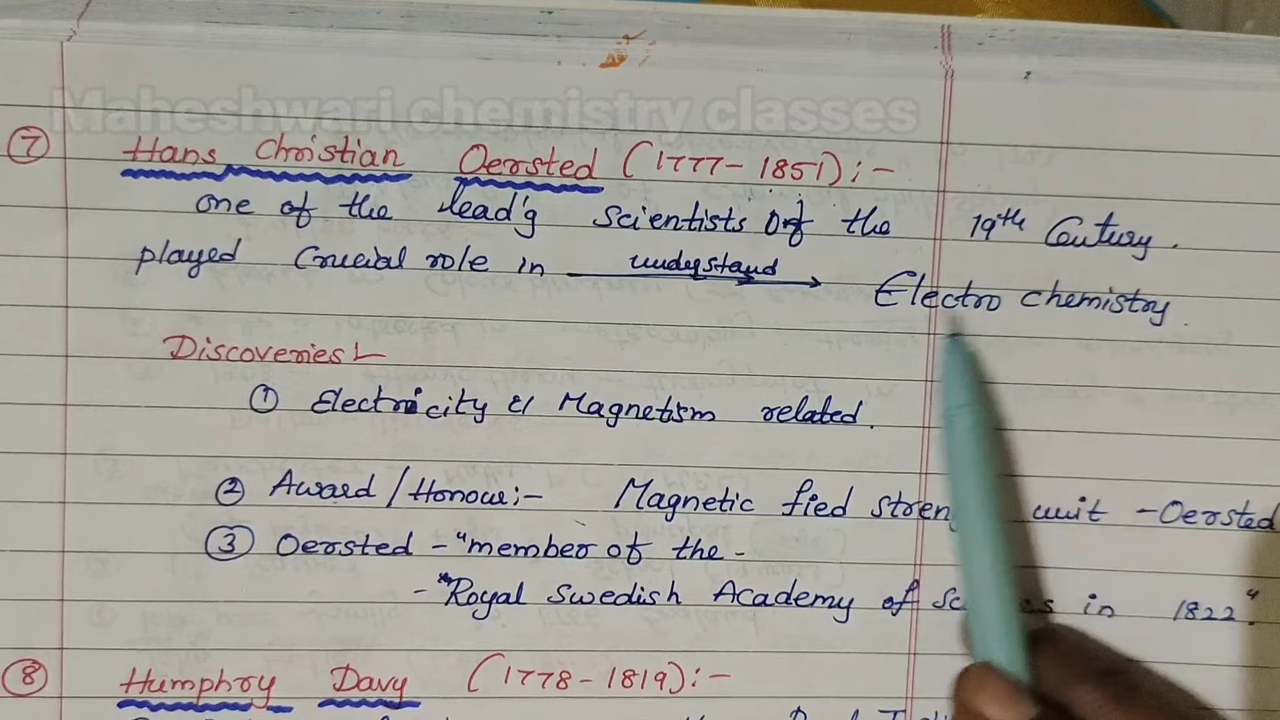 Maheshwari chemistry classes
⑦ Hans Christian Oersted (1777-1851):-
one of the lead'g scientists of the 19th Century.
played Crucial role in understand → Electro chemistry.
Discoveries:-
① Electricity & Magnetism related.
② Award/Honour:- Magnetic fied stren unit - Oersted
③ Oersted - "member of the -
- "Royal Swedish Academy of Sc es in 1822".
⑧ Humphry Davy (1778-1819):-